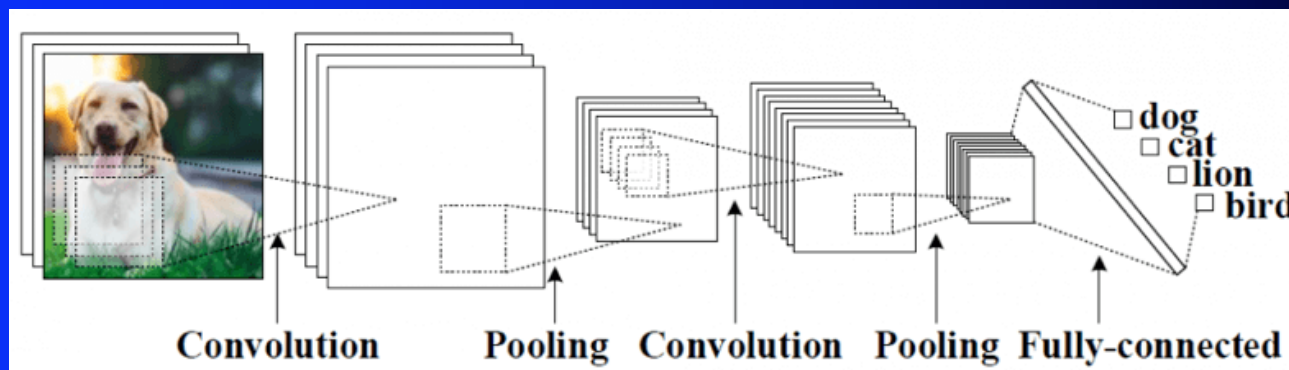 dog
cat
lion
bird
Convolution Pooling Convolution Pooling Fully-connected